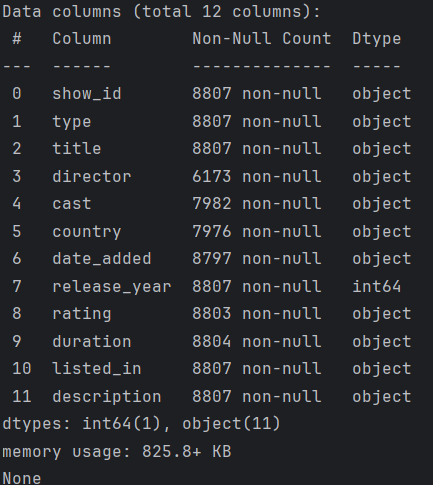 Data columns (total 12 columns):
 #   Column        Non-Null Count  Dtype
---  ------        --------------  -----
 0   show_id       8807 non-null   object
 1   type          8807 non-null   object
 2   title         8807 non-null   object
 3   director      6173 non-null   object
 4   cast          7982 non-null   object
 5   country       7976 non-null   object
 6   date_added    8797 non-null   object
 7   release_year  8807 non-null   int64
 8   rating        8803 non-null   object
 9   duration      8804 non-null   object
 10  listed_in     8807 non-null   object
 11  description   8807 non-null   object
dtypes: int64(1), object(11)
memory usage: 825.8+ KB
None